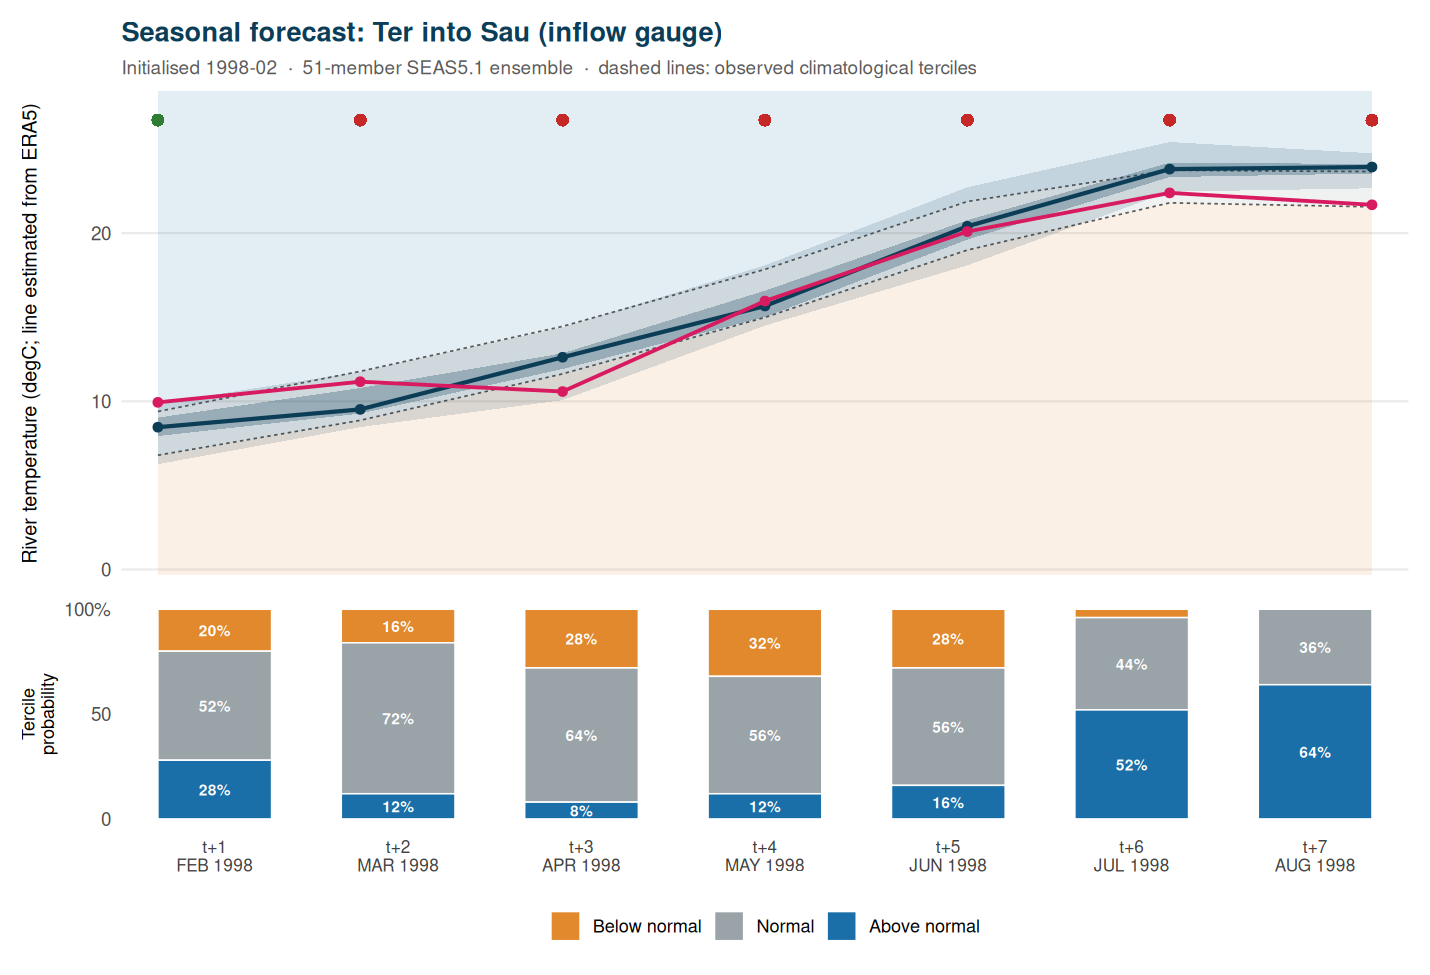 Seasonal forecast: Ter into Sau (inflow gauge)
Initialised 1998-02 · 51-member SEAS5.1 ensemble · dashed lines: observed climatological terciles
River temperature (degC; line estimated from ERA5)
20
10
0
Tercile
probability
100%
50
0
20%
52%
28%
16%
72%
12%
28%
64%
8%
32%
56%
12%
28%
56%
16%
44%
52%
36%
64%
t+1
FEB 1998
t+2
MAR 1998
t+3
APR 1998
t+4
MAY 1998
t+5
JUN 1998
t+6
JUL 1998
t+7
AUG 1998
Below normal
Normal
Above normal